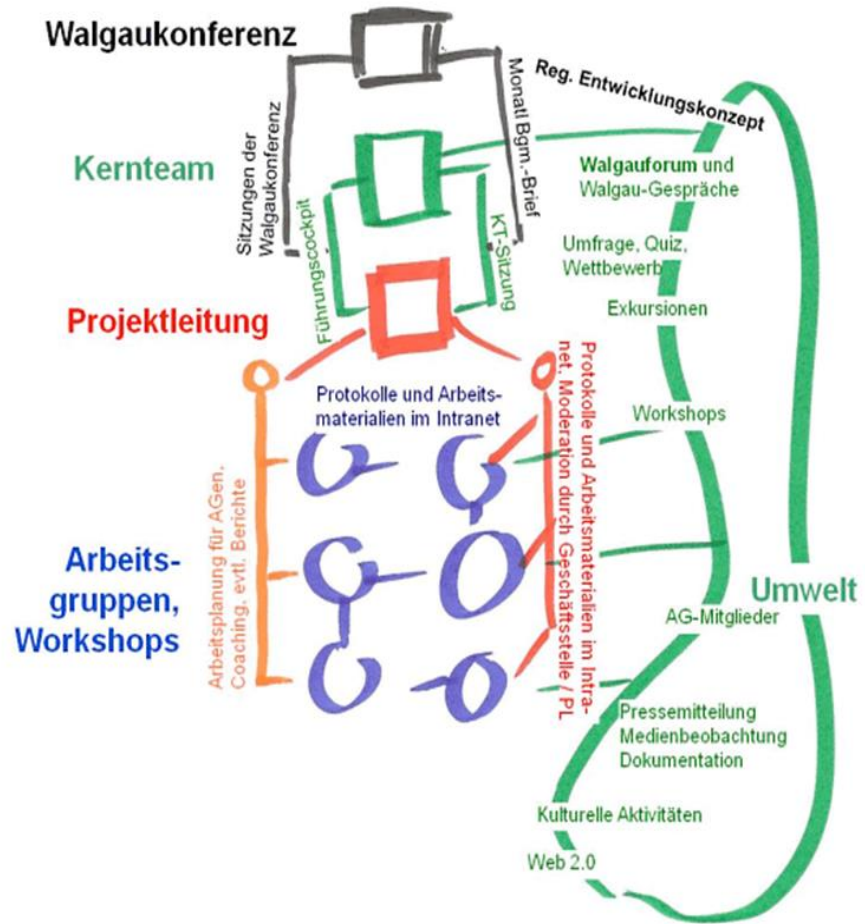 Walgaukonferenz
Reg. Entwicklungskonzept
Sitzungen der
Walgaukonferenz
Monatl Bgm.-Brief
Kernteam
Walgauforum und
Walgau-Gespräche
Führungscockpit
KT-Sitzung
Umfrage, Quiz,
Wettbewerb
Exkursionen
Projektleitung
Protokolle und Arbeits-
materialien im Intranet
Protokolle und Arbeitsmaterialien im Intra-
net, Moderation durch Geschäftsstelle / PL
Workshops
Arbeitsplanung für AGen,
Coaching, evtl. Berichte
Arbeits-
gruppen,
Workshops
Umwelt
AG-Mitglieder
Pressemitteilung
Medienbeobachtung
Dokumentation
Kulturelle Aktivitäten
Web 2.0